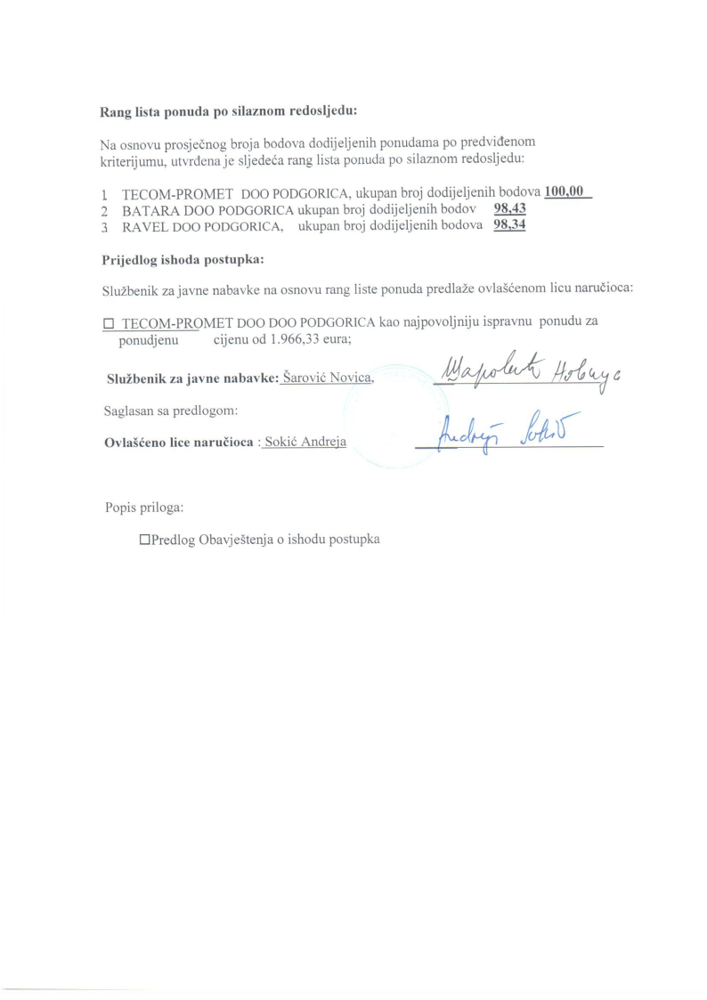 Rang lista ponuda po silaznom redosljedu:
Na osnovu prosječnog broja bodova dodijeljenih ponudama po predviđenom
kriterijumu, utvrđena je sljedeća rang lista ponuda po silaznom redosljedu:
1 TECOM-PROMET DOO PODGORICA, ukupan broj dodijeljenih bodova 100,00
2 BATARA DOO PODGORICA ukupan broj dodijeljenih bodov 98,43
3 RAVEL DOO PODGORICA, ukupan broj dodijeljenih bodova 98,34
Prijedlog ishoda postupka:
Službenik za javne nabavke na osnovu rang liste ponuda predlaže ovlašćenom licu naručioca:
☐ TECOM-PROMET DOO DOO PODGORICA kao najpovoljniju ispravnu ponudu za
ponudjenu cijenu od 1.966,33 eura;
Službenik za javne nabavke: Šarović Novica, Шаровић Новица
Saglasan sa predlogom:
Ovlašćeno lice naručioca : Sokić Andreja Andreja Sokić
Popis priloga:
☐Predlog Obavještenja o ishodu postupka